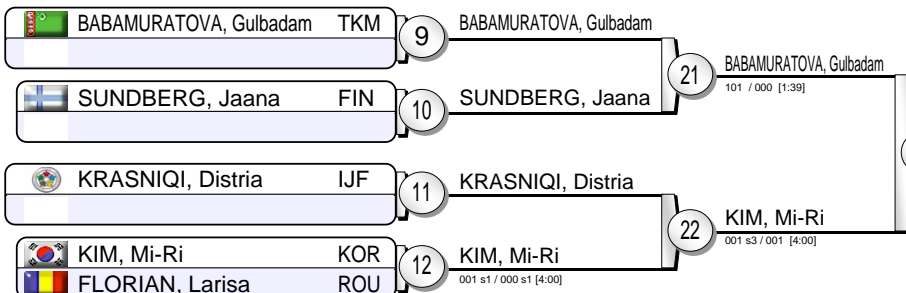 BABAMURATOVA, Gulbadam TKM
9
BABAMURATOVA, Gulbadam
SUNDBERG, Jaana FIN
10
SUNDBERG, Jaana
21
BABAMURATOVA, Gulbadam
101 / 000 [1:39]
KRASNIQI, Distria IJF
11
KRASNIQI, Distria
KIM, Mi-Ri KOR
FLORIAN, Larisa ROU
12
KIM, Mi-Ri
001 s1 / 000 s1 [4:00]
22
KIM, Mi-Ri
001 s3 / 001 [4:00]